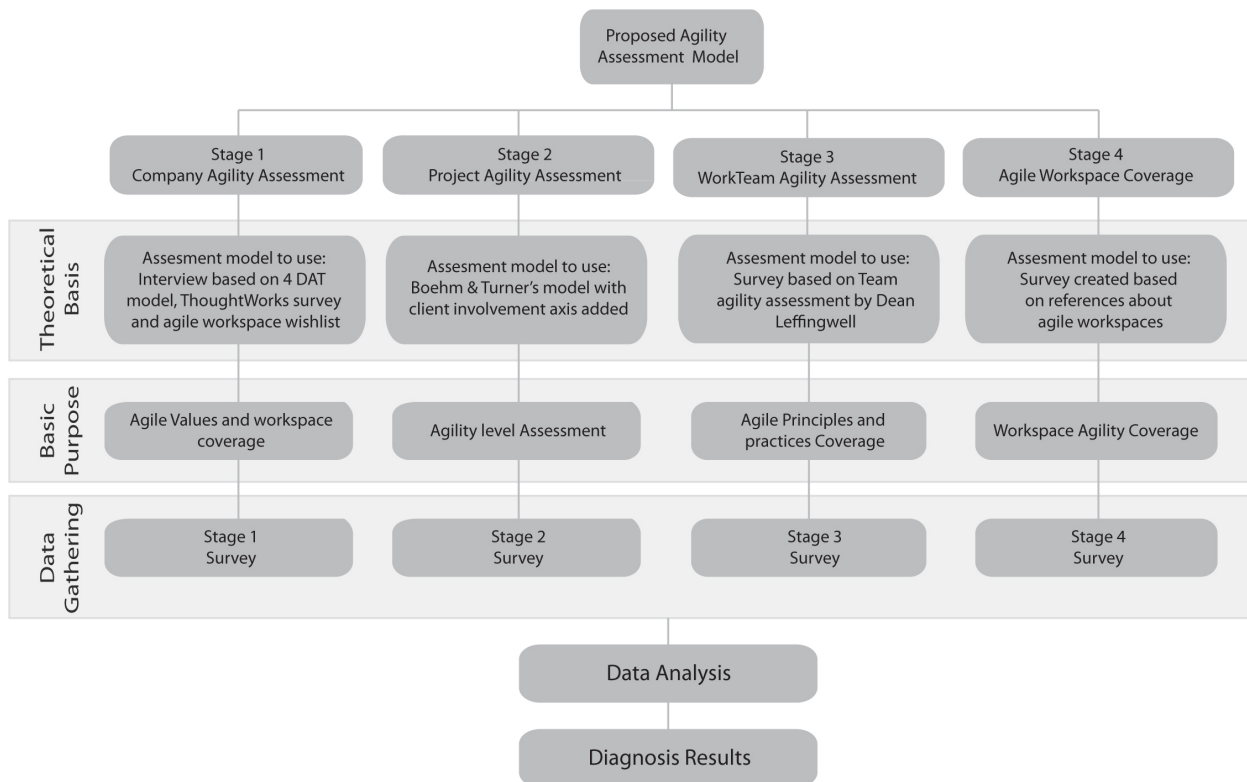 Proposed Agility
Assessment Model
Stage 1
Company Agility Assessment
Stage 2
Project Agility Assessment
Stage 3
WorkTeam Agility Assessment
Stage 4
Agile Workspace Coverage
Theoretical
Basis
Assesment model to use:
Interview based on 4 DAT
model, ThoughtWorks survey
and agile workspace wishlist
Assesment model to use:
Boehm & Turner's model with
client involvement axis added
Assesment model to use:
Survey based on Team
agility assessment by Dean
Leffingwell
Assesment model to use:
Survey created based
on references about
agile workspaces
Basic
Purpose
Agile Values and workspace
coverage
Agility level Assessment
Agile Principles and
practices Coverage
Workspace Agility Coverage
Data
Gathering
Stage 1
Survey
Stage 2
Survey
Stage 3
Survey
Stage 4
Survey
Data Analysis
Diagnosis Results